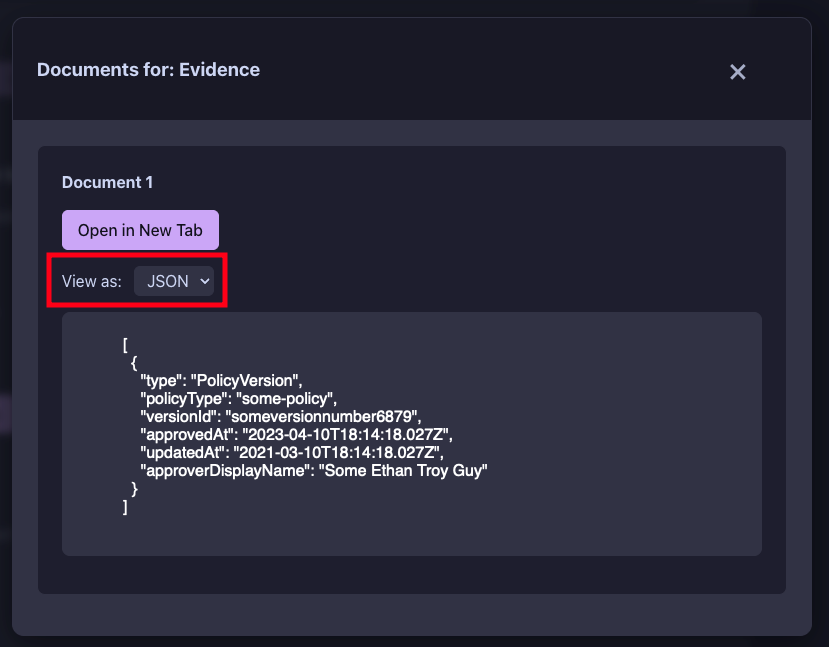 Documents for: Evidence
Document 1
Open in New Tab
View as: JSON
[
  {
    "type": "PolicyVersion",
    "policyType": "some-policy",
    "versionId": "someversionnumber6879",
    "approvedAt": "2023-04-10T18:14:18.027Z",
    "updatedAt": "2021-03-10T18:14:18.027Z",
    "approverDisplayName": "Some Ethan Troy Guy"
  }
]